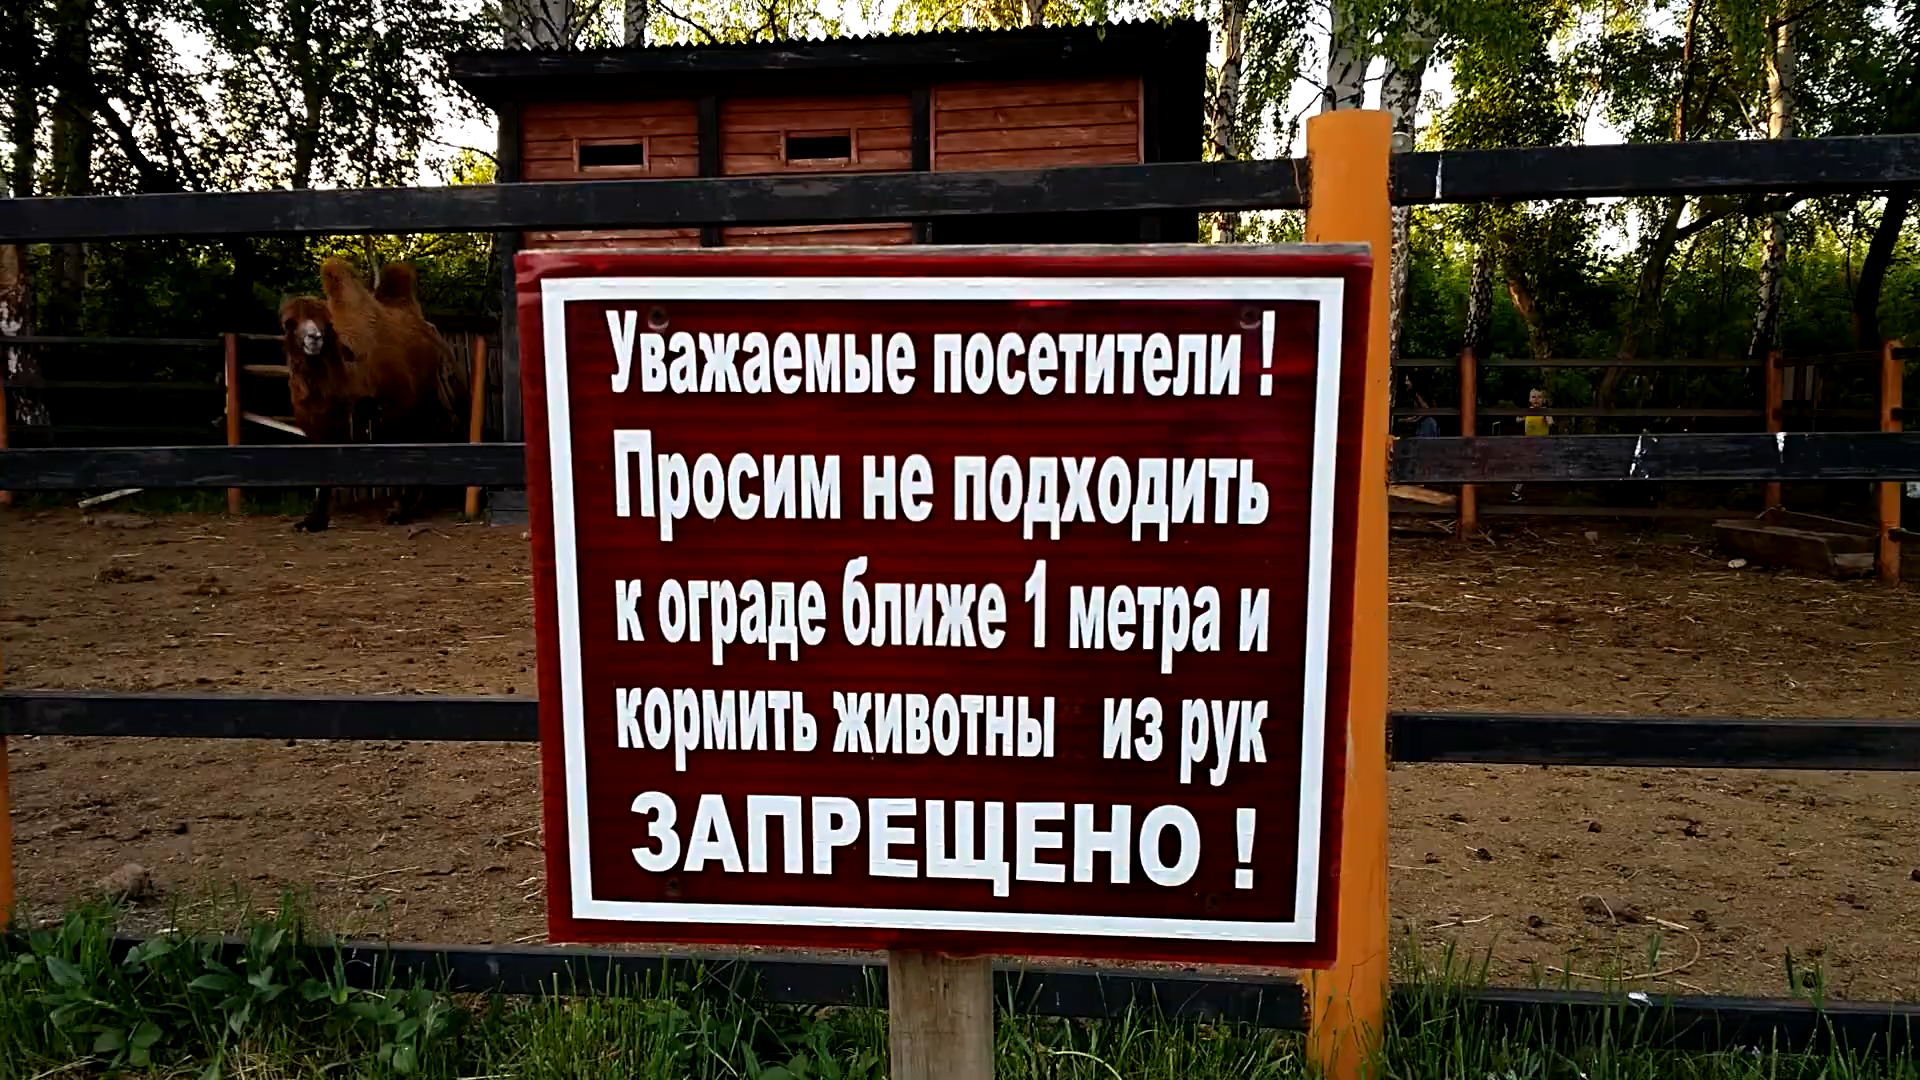 Уважаемые посетители !
Просим не подходить
к ограде ближе 1 метра и
кормить животны из рук
ЗАПРЕЩЕНО !